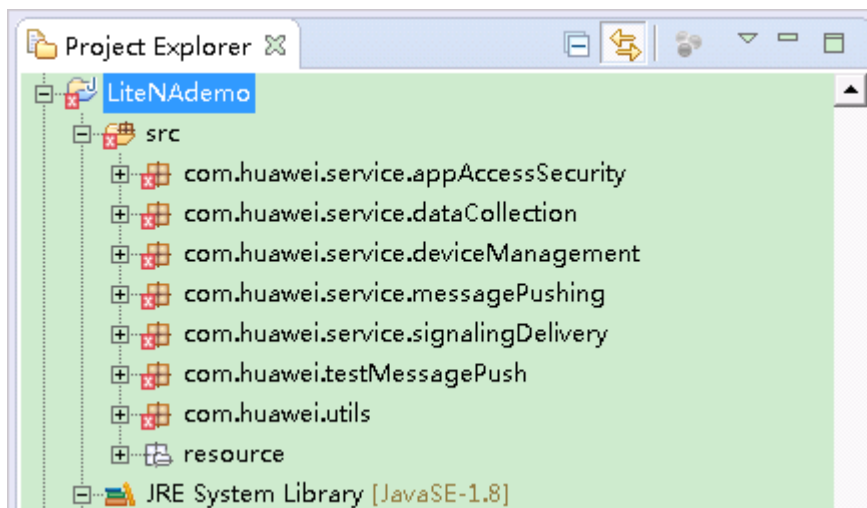 Project Explorer
LiteNAdemo
src
com.huawei.service.appAccessSecurity
com.huawei.service.dataCollection
com.huawei.service.deviceManagement
com.huawei.service.messagePushing
com.huawei.service.signalingDelivery
com.huawei.testMessagePush
com.huawei.utils
resource
JRE System Library [JavaSE-1.8]